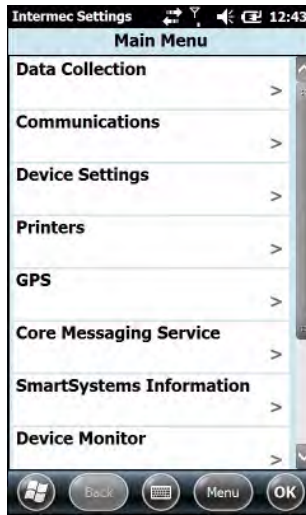 Intermec Settings 12:43
Main Menu
Data Collection
>
Communications
>
Device Settings
>
Printers
>
GPS
>
Core Messaging Service
>
SmartSystems Information
>
Device Monitor
>
Back Menu OK